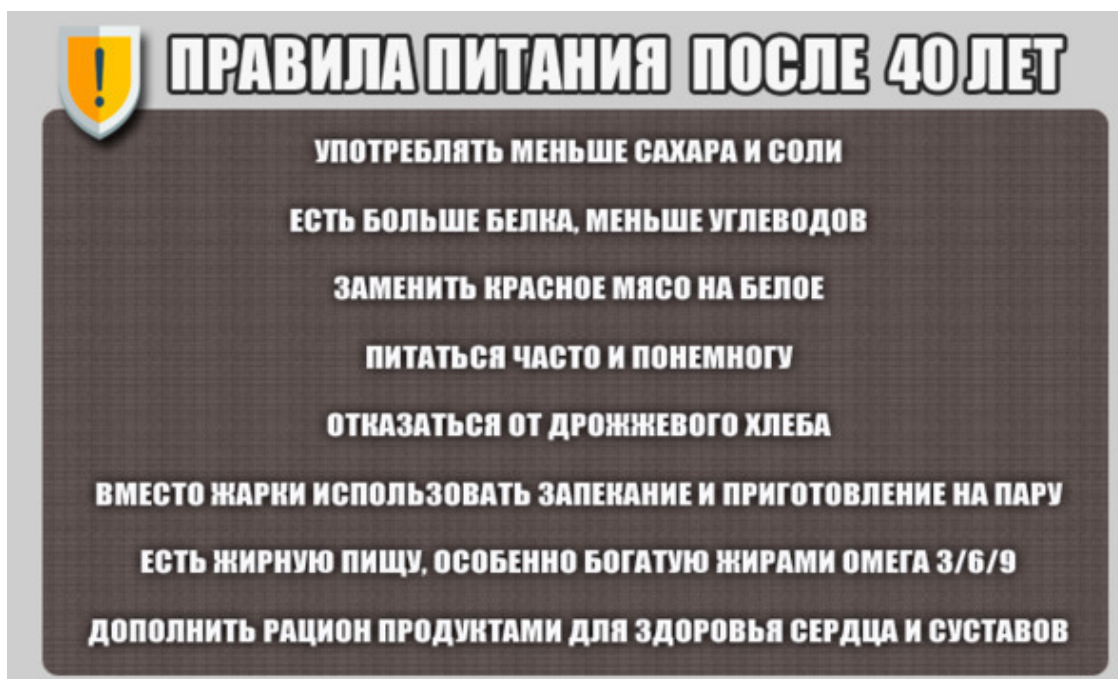 ПРАВИЛА ПИТАНИЯ ПОСЛЕ 40 ЛЕТ
УПОТРЕБЛЯТЬ МЕНЬШЕ САХАРА И СОЛИ
ЕСТЬ БОЛЬШЕ БЕЛКА, МЕНЬШЕ УГЛЕВОДОВ
ЗАМЕНИТЬ КРАСНОЕ МЯСО НА БЕЛОЕ
ПИТАТЬСЯ ЧАСТО И ПОНЕМНОГУ
ОТКАЗАТЬСЯ ОТ ДРОЖЖЕВОГО ХЛЕБА
ВМЕСТО ЖАРКИ ИСПОЛЬЗОВАТЬ ЗАПЕКАНИЕ И ПРИГОТОВЛЕНИЕ НА ПАРУ
ЕСТЬ ЖИРНУЮ ПИЩУ, ОСОБЕННО БОГАТУЮ ЖИРАМИ ОМЕГА 3/6/9
ДОПОЛНИТЬ РАЦИОН ПРОДУКТАМИ ДЛЯ ЗДОРОВЬЯ СЕРДЦА И СУСТАВОВ